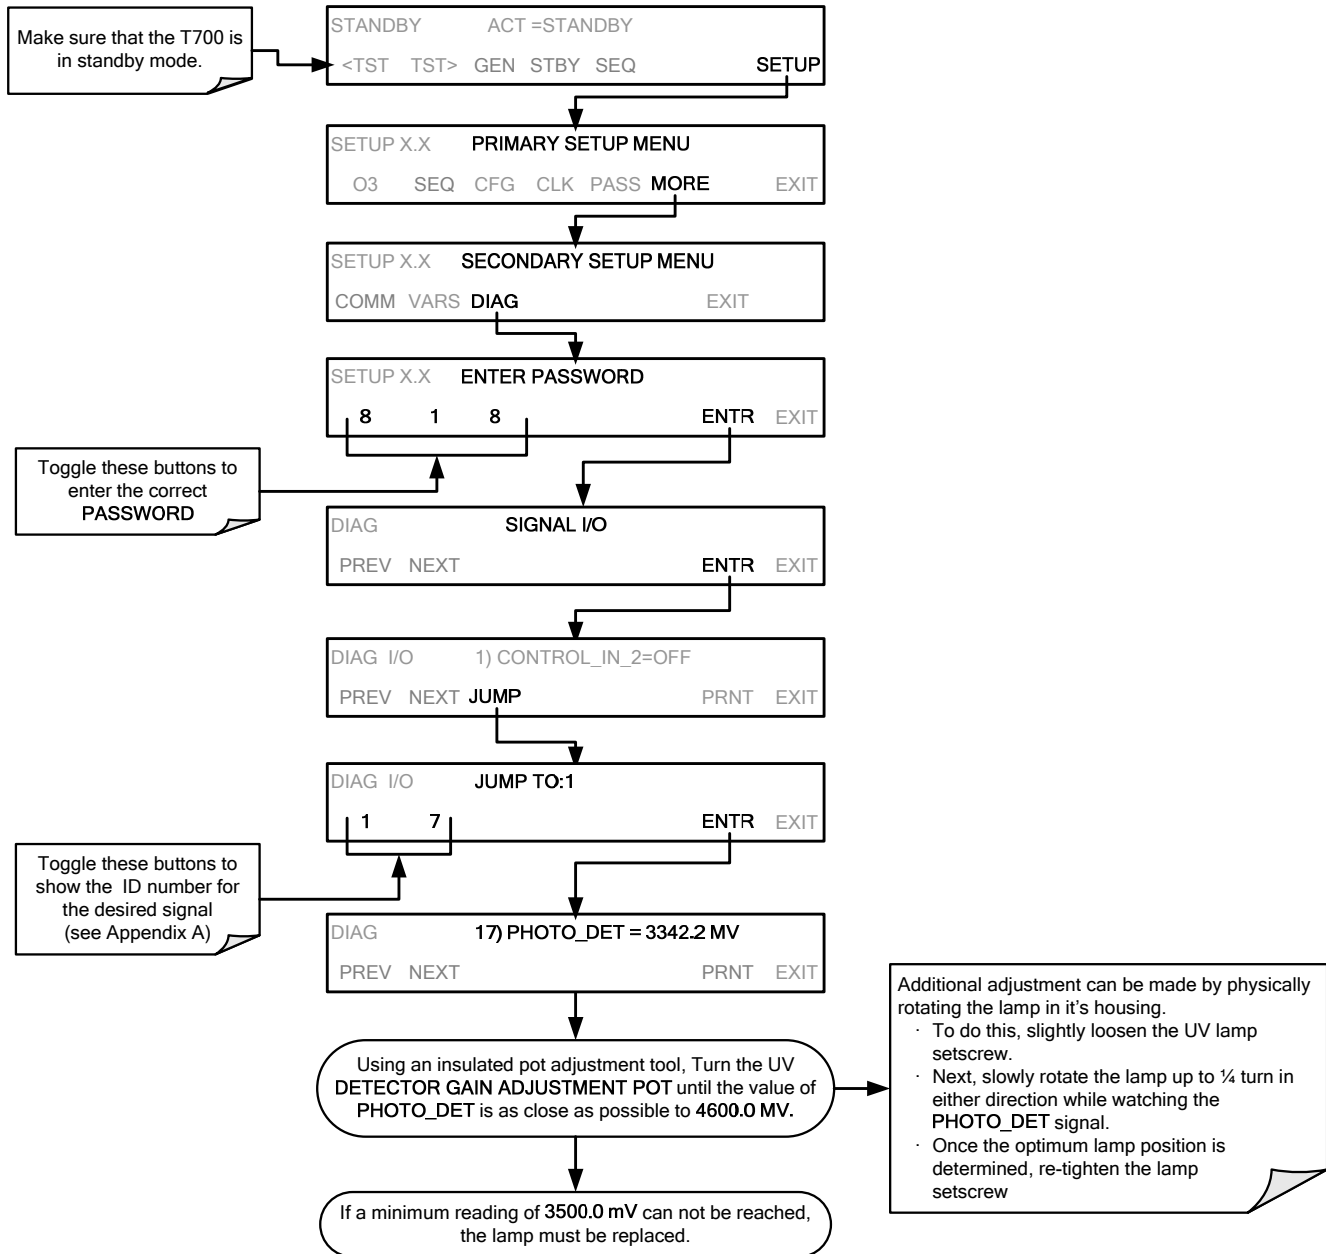 Make sure that the T700 is
in standby mode.
STANDBY ACT =STANDBY
<TST TST> GEN STBY SEQ SETUP
SETUP X.X PRIMARY SETUP MENU
O3 SEQ CFG CLK PASS MORE EXIT
SETUP X.X SECONDARY SETUP MENU
COMM VARS DIAG EXIT
SETUP X.X ENTER PASSWORD
8 1 8 ENTR EXIT
Toggle these buttons to
enter the correct
PASSWORD
DIAG SIGNAL I/O
PREV NEXT ENTR EXIT
DIAG I/O 1) CONTROL_IN_2=OFF
PREV NEXT JUMP PRNT EXIT
DIAG I/O JUMP TO:1
1 7 ENTR EXIT
Toggle these buttons to
show the ID number for
the desired signal
(see Appendix A)
DIAG 17) PHOTO_DET = 3342.2 MV
PREV NEXT PRNT EXIT
Using an insulated pot adjustment tool, Turn the UV
DETECTOR GAIN ADJUSTMENT POT until the value of
PHOTO_DET is as close as possible to 4600.0 MV.
Additional adjustment can be made by physically
rotating the lamp in it's housing.
· To do this, slightly loosen the UV lamp
setscrew.
· Next, slowly rotate the lamp up to ¼ turn in
either direction while watching the
PHOTO_DET signal.
· Once the optimum lamp position is
determined, re-tighten the lamp
setscrew
If a minimum reading of 3500.0 mV can not be reached,
the lamp must be replaced.